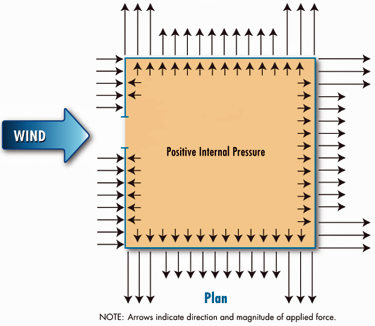 WIND
Positive Internal Pressure
Plan
NOTE: Arrows indicate direction and magnitude of applied force.